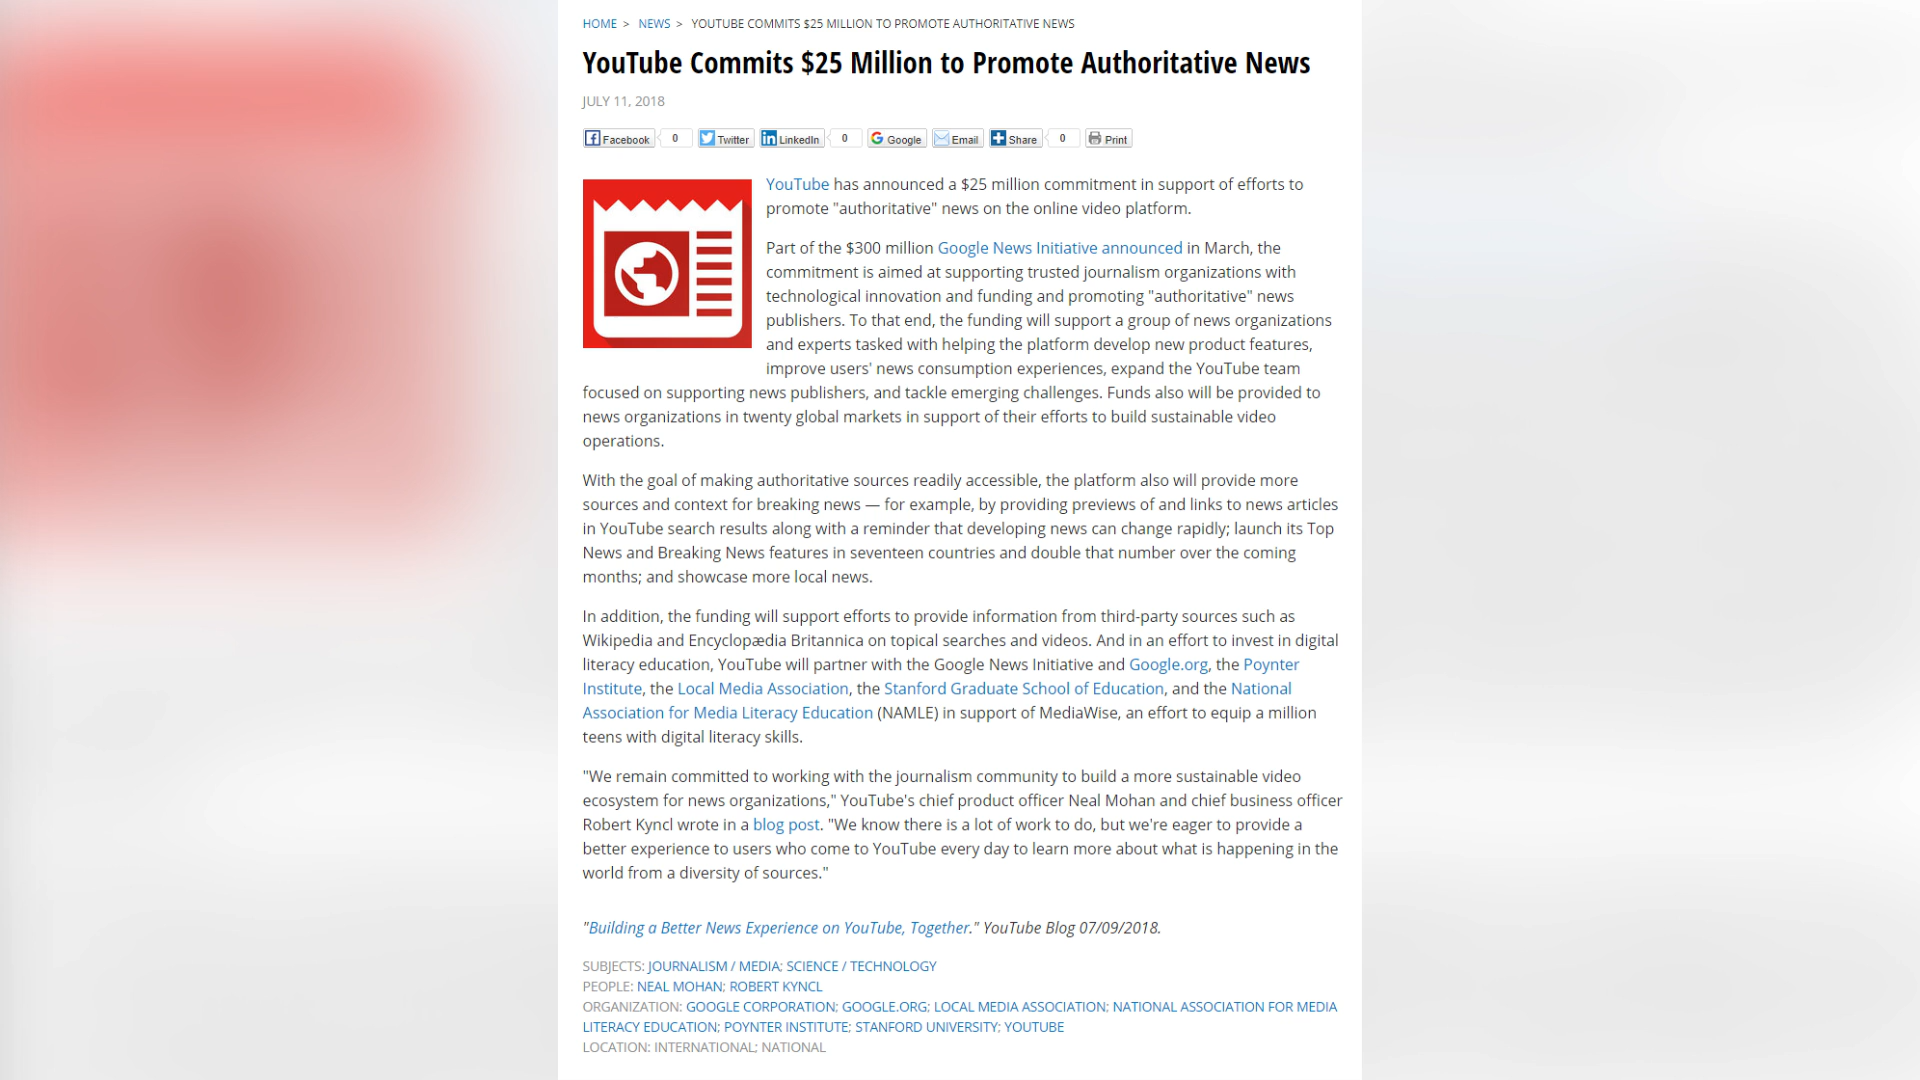 HOME > NEWS > YOUTUBE COMMITS $25 MILLION TO PROMOTE AUTHORITATIVE NEWS
YouTube Commits $25 Million to Promote Authoritative News
JULY 11, 2018
Facebook 0 Twitter LinkedIn 0 Google Email Share 0 Print
YouTube has announced a $25 million commitment in support of efforts to
promote "authoritative" news on the online video platform.
Part of the $300 million Google News Initiative announced in March, the
commitment is aimed at supporting trusted journalism organizations with
technological innovation and funding and promoting "authoritative" news
publishers. To that end, the funding will support a group of news organizations
and experts tasked with helping the platform develop new product features,
improve users' news consumption experiences, expand the YouTube team
focused on supporting news publishers, and tackle emerging challenges. Funds also will be provided to
news organizations in twenty global markets in support of their efforts to build sustainable video
operations.
With the goal of making authoritative sources readily accessible, the platform also will provide more
sources and context for breaking news — for example, by providing previews of and links to news articles
in YouTube search results along with a reminder that developing news can change rapidly; launch its Top
News and Breaking News features in seventeen countries and double that number over the coming
months; and showcase more local news.
In addition, the funding will support efforts to provide information from third-party sources such as
Wikipedia and Encyclopædia Britannica on topical searches and videos. And in an effort to invest in digital
literacy education, YouTube will partner with the Google News Initiative and Google.org, the Poynter
Institute, the Local Media Association, the Stanford Graduate School of Education, and the National
Association for Media Literacy Education (NAMLE) in support of MediaWise, an effort to equip a million
teens with digital literacy skills.
"We remain committed to working with the journalism community to build a more sustainable video
ecosystem for news organizations," YouTube's chief product officer Neal Mohan and chief business officer
Robert Kyncl wrote in a blog post. "We know there is a lot of work to do, but we're eager to provide a
better experience to users who come to YouTube every day to learn more about what is happening in the
world from a diversity of sources."
"Building a Better News Experience on YouTube, Together." YouTube Blog 07/09/2018.
SUBJECTS: JOURNALISM / MEDIA; SCIENCE / TECHNOLOGY
PEOPLE: NEAL MOHAN; ROBERT KYNCL
ORGANIZATION: GOOGLE CORPORATION; GOOGLE.ORG; LOCAL MEDIA ASSOCIATION; NATIONAL ASSOCIATION FOR MEDIA
LITERACY EDUCATION; POYNTER INSTITUTE; STANFORD UNIVERSITY; YOUTUBE
LOCATION: INTERNATIONAL; NATIONAL